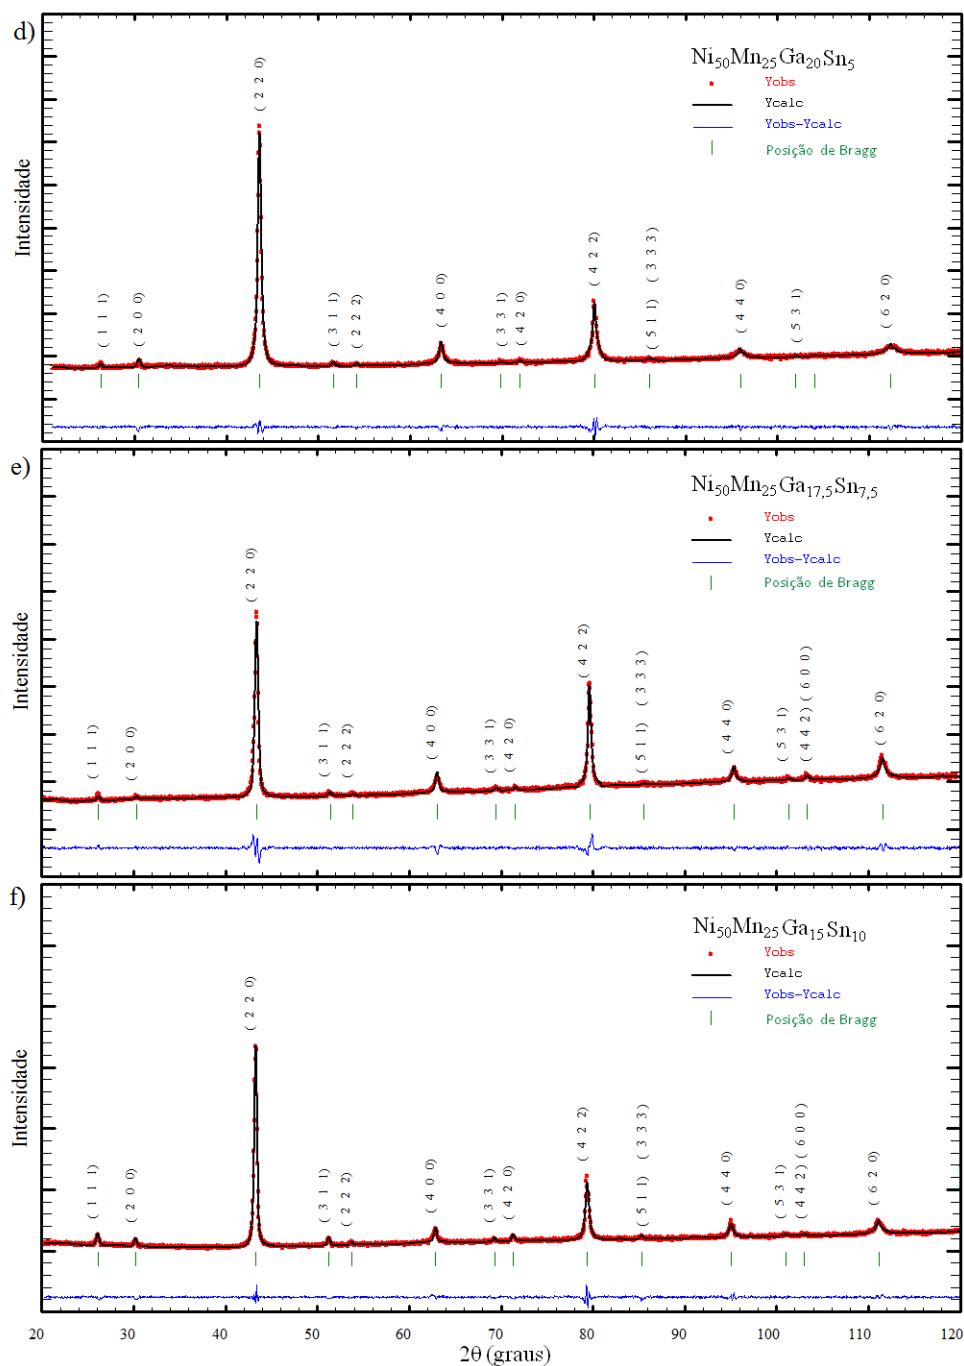 d)
Ni50Mn25Ga20Sn5
Yobs
Ycalc
Yobs-Ycalc
Posição de Bragg
Intensidade
( 1 1 1 )
( 2 0 0 )
( 2 2 0 )
( 3 1 1 )
( 2 2 2 )
( 4 0 0 )
( 3 3 1 )
( 4 2 0 )
( 4 2 2 )
( 5 1 1 ) ( 3 3 3 )
( 4 4 0 )
( 5 3 1 )
( 6 2 0 )
e)
Ni50Mn25Ga17,5Sn7,5
Yobs
Ycalc
Yobs-Ycalc
Posição de Bragg
Intensidade
( 1 1 1 )
( 2 0 0 )
( 2 2 0 )
( 3 1 1 )
( 2 2 2 )
( 4 0 0 )
( 3 3 1 )
( 4 2 0 )
( 4 2 2 )
( 5 1 1 ) ( 3 3 3 )
( 4 4 0 )
( 5 3 1 )
( 4 4 2 ) ( 6 0 0 )
( 6 2 0 )
f)
Ni50Mn25Ga15Sn10
Yobs
Ycalc
Yobs-Ycalc
Posição de Bragg
Intensidade
( 1 1 1 )
( 2 0 0 )
( 2 2 0 )
( 3 1 1 )
( 2 2 2 )
( 4 0 0 )
( 3 3 1 )
( 4 2 0 )
( 4 2 2 )
( 5 1 1 ) ( 3 3 3 )
( 4 4 0 )
( 5 3 1 )
( 4 4 2 ) ( 6 0 0 )
( 6 2 0 )
20 30 40 50 60 70 80 90 100 110 120
2θ (graus)